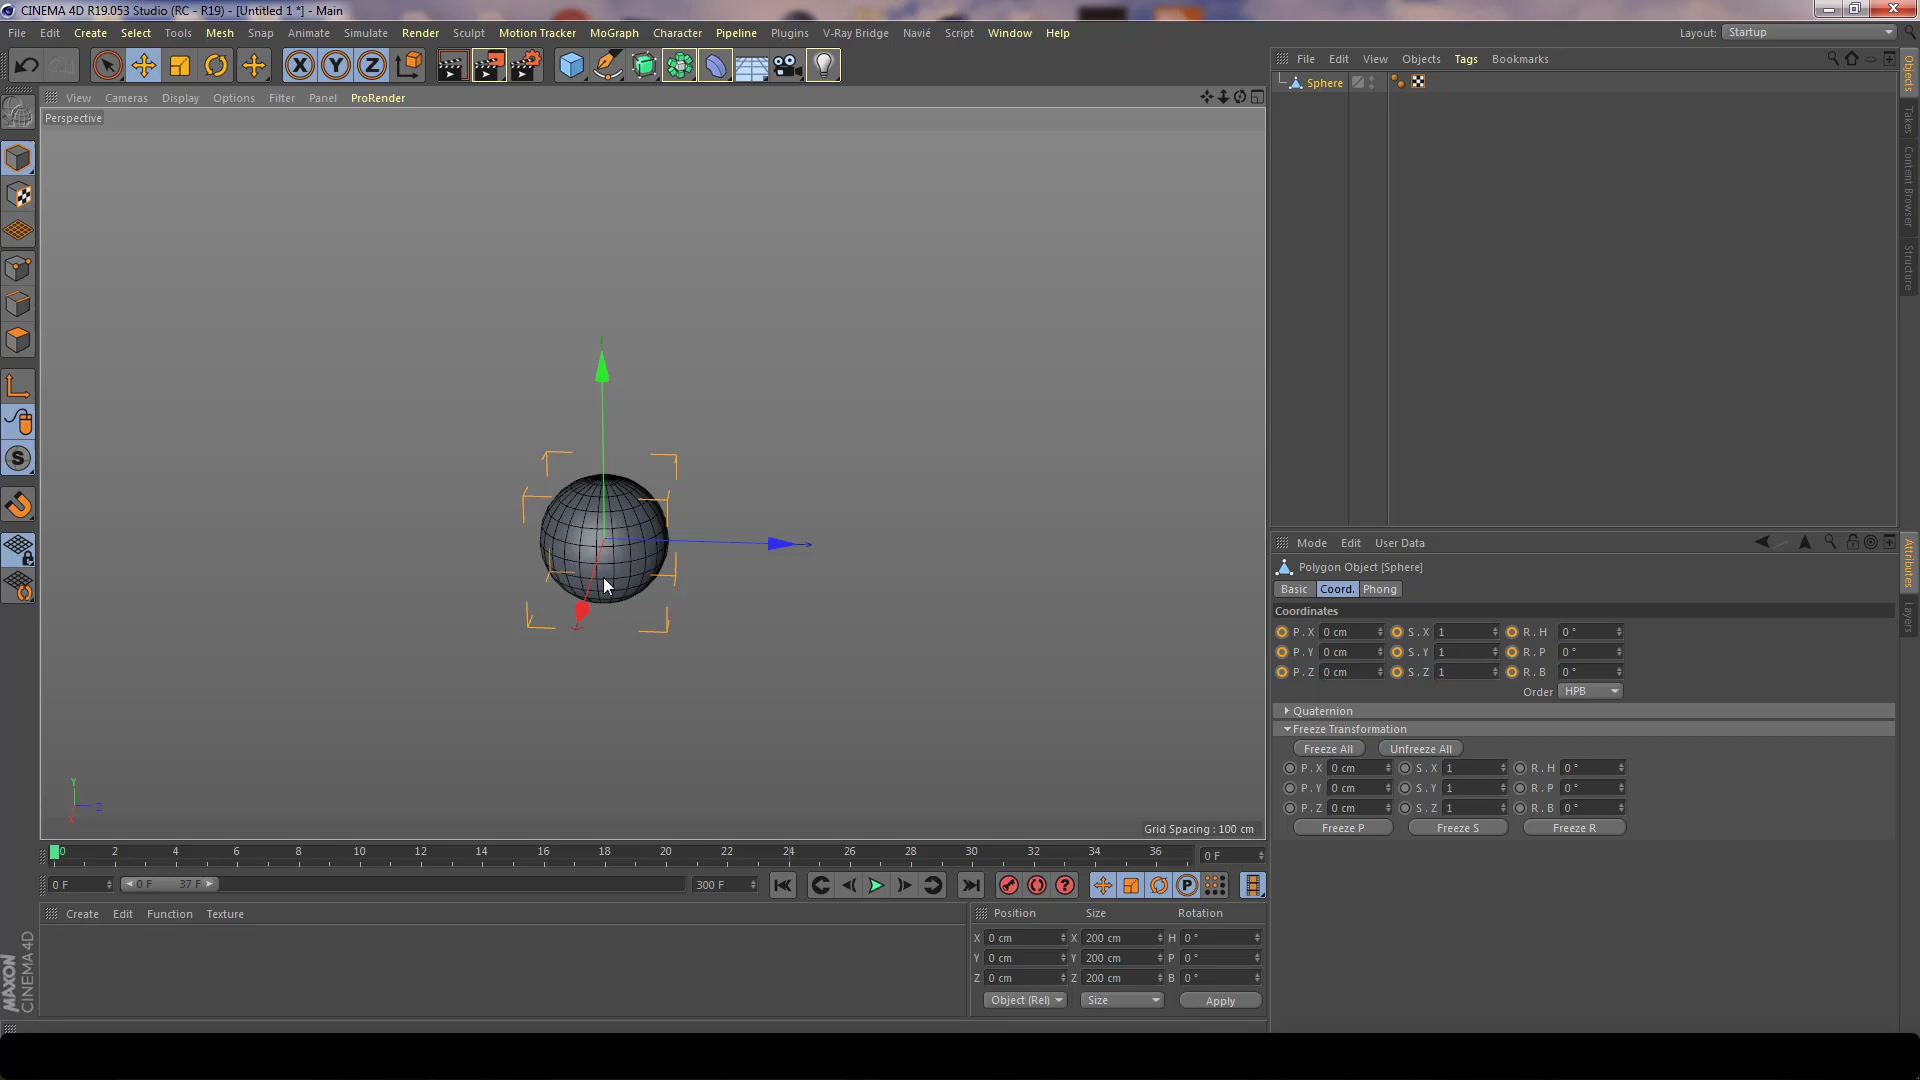 CINEMA 4D R19.053 Studio (RC - R19) - [Untitled 1 *] - Main
File Edit Create Select Tools Mesh Snap Animate Simulate Render Sculpt Motion Tracker MoGraph Character Pipeline Plugins V-Ray Bridge Navié Script Window Help Layout: Startup
X Y Z
File Edit View Objects Tags Bookmarks
Sphere
View Cameras Display Options Filter Panel ProRender
Perspective
Objects
Takes
Content Browser
Structure
S
Y
Z
X
Grid Spacing : 100 cm
Mode Edit User Data
Polygon Object [Sphere]
Basic Coord. Phong
Coordinates
P . X 0 cm S . X 1 R . H 0 °
P . Y 0 cm S . Y 1 R . P 0 °
P . Z 0 cm S . Z 1 R . B 0 °
Order HPB
Quaternion
Freeze Transformation
Freeze All Unfreeze All
P . X 0 cm S . X 1 R . H 0 °
P . Y 0 cm S . Y 1 R . P 0 °
P . Z 0 cm S . Z 1 R . B 0 °
Freeze P Freeze S Freeze R
Attributes
Layers
0 2 4 6 8 10 12 14 16 18 20 22 24 26 28 30 32 34 36 0 F
0 F 0 F 37 F 300 F P
Create Edit Function Texture
Position Size Rotation
X 0 cm X 200 cm H 0 °
Y 0 cm Y 200 cm P 0 °
Z 0 cm Z 200 cm B 0 °
Object (Rel) Size Apply
MAXON
CINEMA 4D